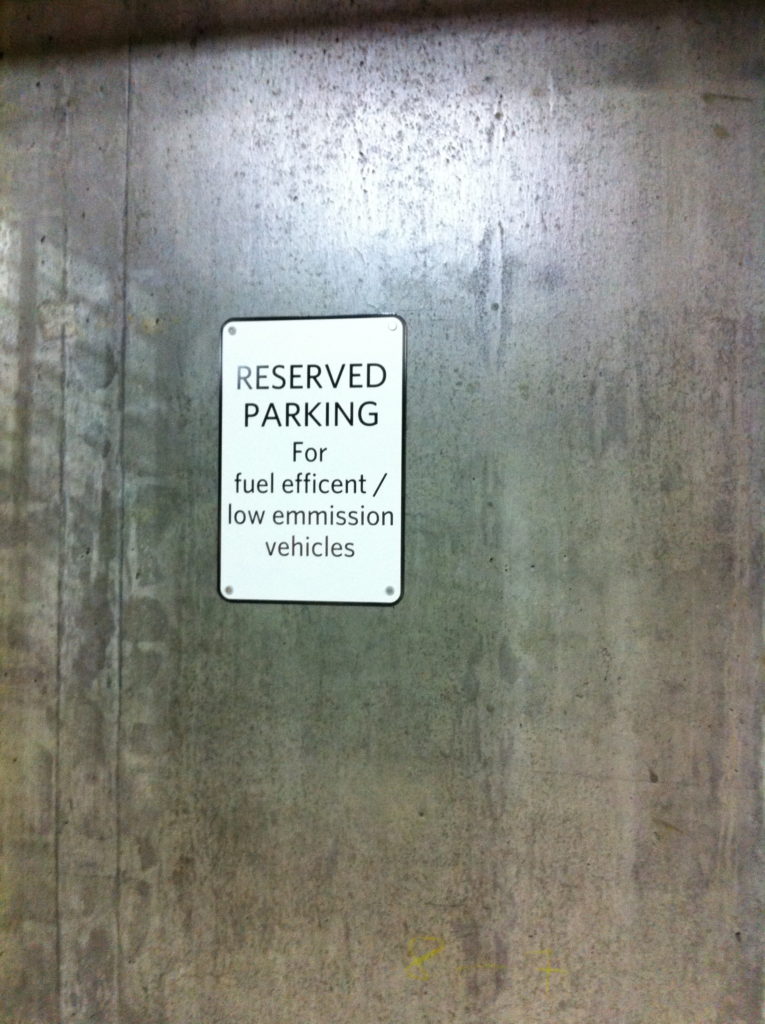 RESERVED
PARKING
For
fuel efficent /
low emmission
vehicles